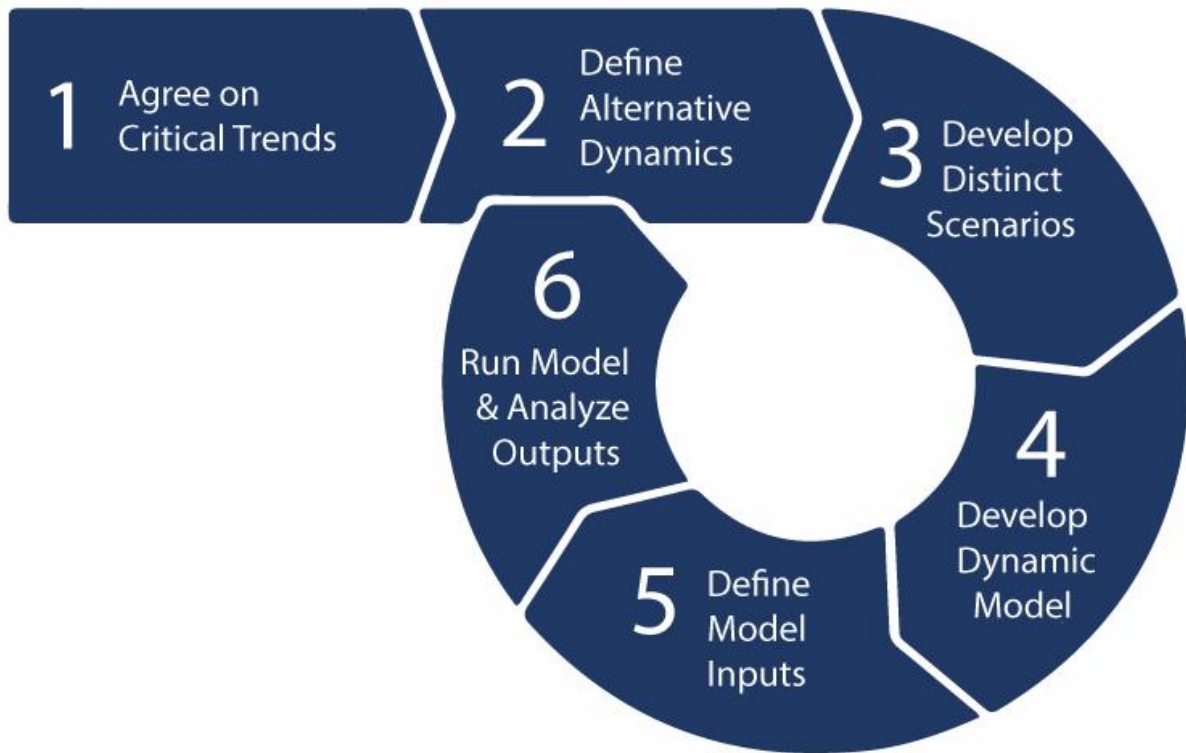 1
Agree on
Critical Trends
2
Define
Alternative
Dynamics
3
Develop
Distinct
Scenarios
4
Develop
Dynamic
Model
5
Define
Model
Inputs
6
Run Model
& Analyze
Outputs